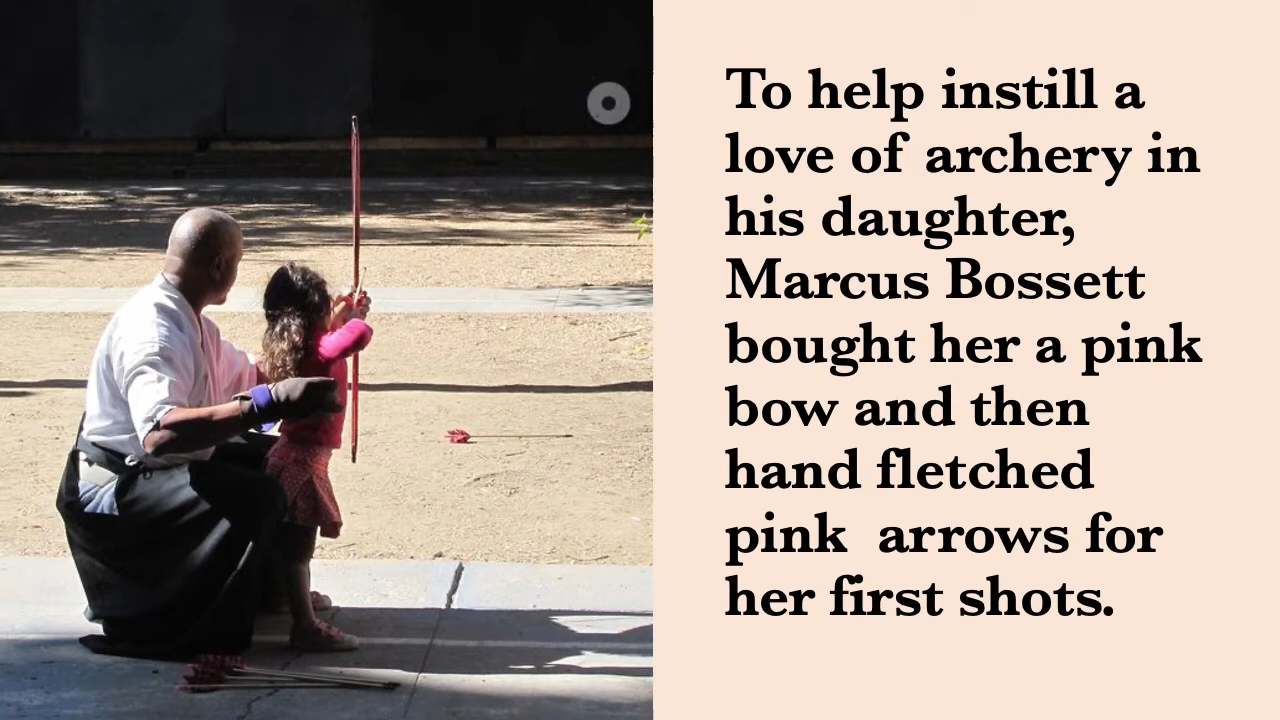 To help instill a
love of archery in
his daughter,
Marcus Bossett
bought her a pink
bow and then
hand fletched
pink  arrows for
her first shots.